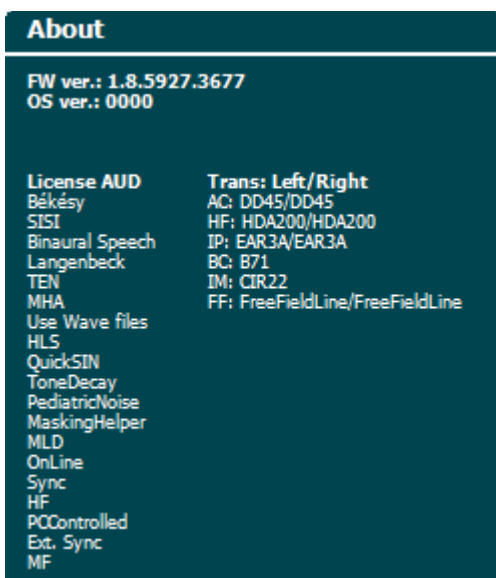 About
FW ver.: 1.8.5927.3677
OS ver.: 0000
License AUD
Békésy
SISI
Binaural Speech
Langenbeck
TEN
MHA
Use Wave files
HLS
QuickSIN
ToneDecay
PediatricNoise
MaskingHelper
MLD
OnLine
Sync
HF
PCControlled
Ext. Sync
MF
Trans: Left/Right
AC: DD45/DD45
HF: HDA200/HDA200
IP: EAR3A/EAR3A
BC: B71
IM: CIR22
FF: FreeFieldLine/FreeFieldLine